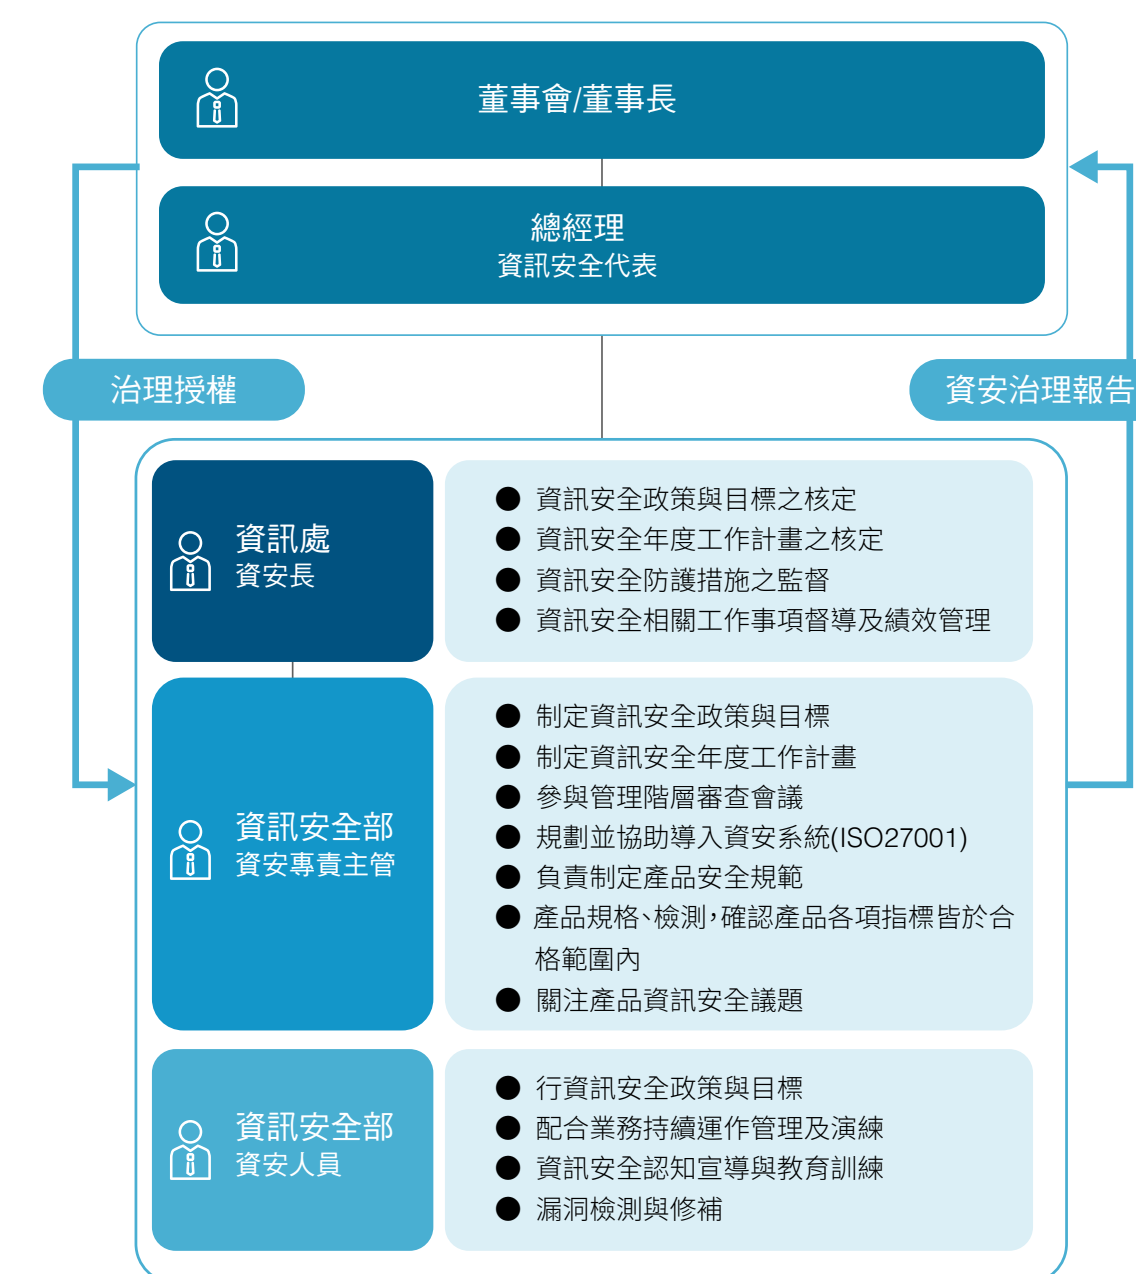 董事會/董事長
總經理
資訊安全代表
治理授權
資安治理報告
資訊處
資安長
● 資訊安全政策與目標之核定
● 資訊安全年度工作計畫之核定
● 資訊安全防護措施之監督
● 資訊安全相關工作事項督導及績效管理
資訊安全部
資安專責主管
● 制定資訊安全政策與目標
● 制定資訊安全年度工作計畫
● 參與管理階層審查會議
● 規劃並協助導入資安系統(ISO27001)
● 負責制定產品安全規範
● 產品規格、檢測，確認產品各項指標皆於合
格範圍內
● 關注產品資訊安全議題
資訊安全部
資安人員
● 行資訊安全政策與目標
● 配合業務持續運作管理及演練
● 資訊安全認知宣導與教育訓練
● 漏洞檢測與修補